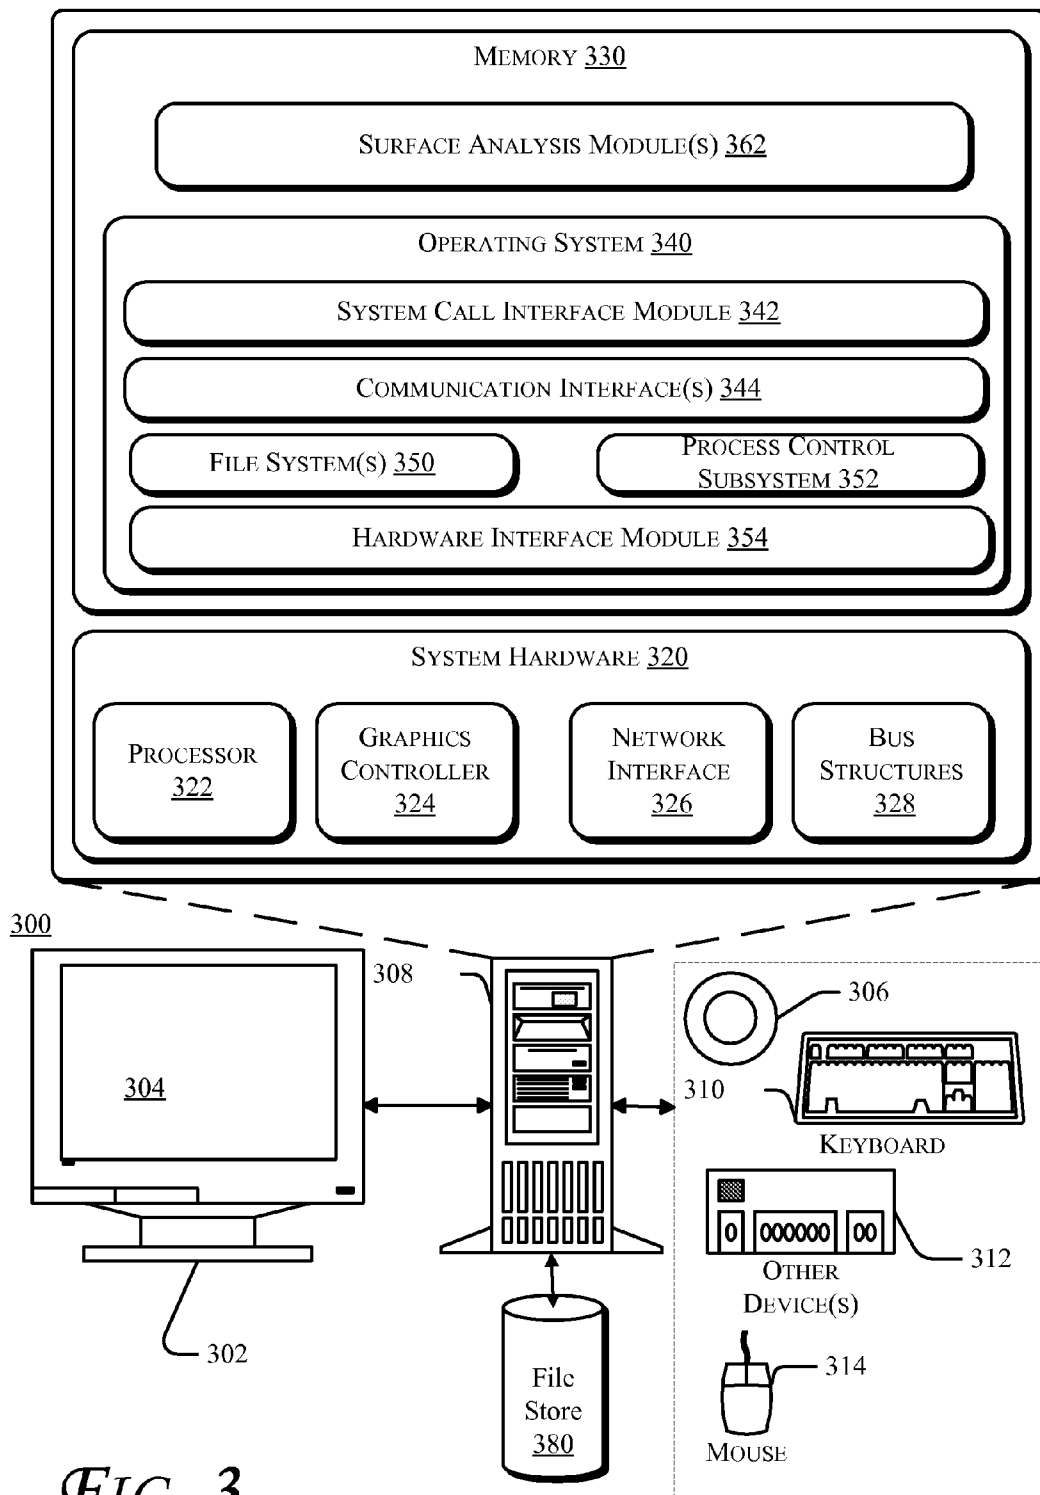 MEMORY 330
SURFACE ANALYSIS MODULE(S) 362
OPERATING SYSTEM 340
SYSTEM CALL INTERFACE MODULE 342
COMMUNICATION INTERFACE(S) 344
FILE SYSTEM(S) 350
PROCESS CONTROL
SUBSYSTEM 352
HARDWARE INTERFACE MODULE 354
SYSTEM HARDWARE 320
PROCESSOR
322
GRAPHICS
CONTROLLER
324
NETWORK
INTERFACE
326
BUS
STRUCTURES
328
300
308
306
304
310
KEYBOARD
312
OTHER
DEVICE(S)
302
314
MOUSE
File
Store
380
FIG. 3